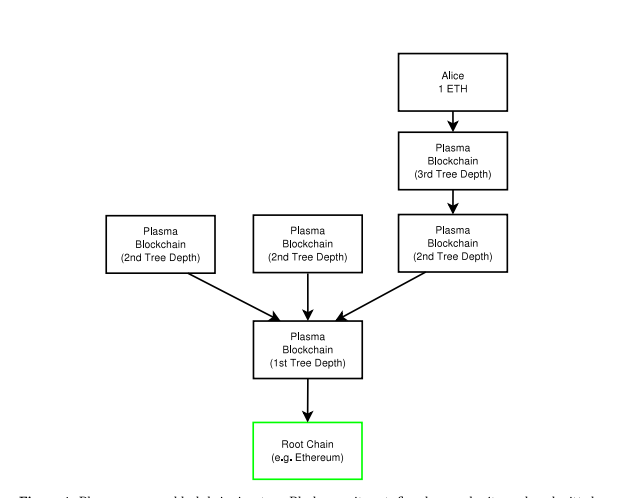 Alice
1 ETH
Plasma
Blockchain
(3rd Tree Depth)
Plasma
Blockchain
(2nd Tree Depth)
Plasma
Blockchain
(2nd Tree Depth)
Plasma
Blockchain
(2nd Tree Depth)
Plasma
Blockchain
(1st Tree Depth)
Root Chain
(e.g. Ethereum)